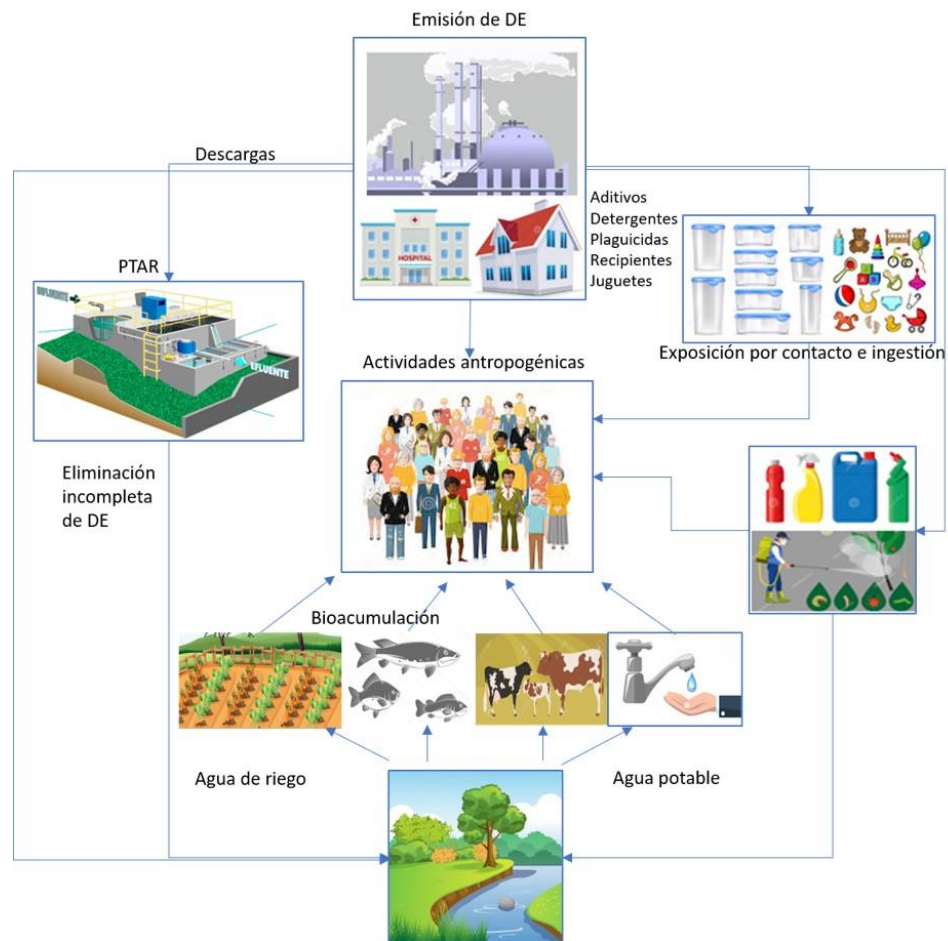 Emisión de DE
Descargas
HOSPITAL
Aditivos
Detergentes
Plaguicidas
Recipientes
Juguetes
PTAR
EFLUENTE
Exposición por contacto e ingestión
Actividades antropogénicas
Eliminación
incompleta
de DE
Bioacumulación
Agua de riego
Agua potable